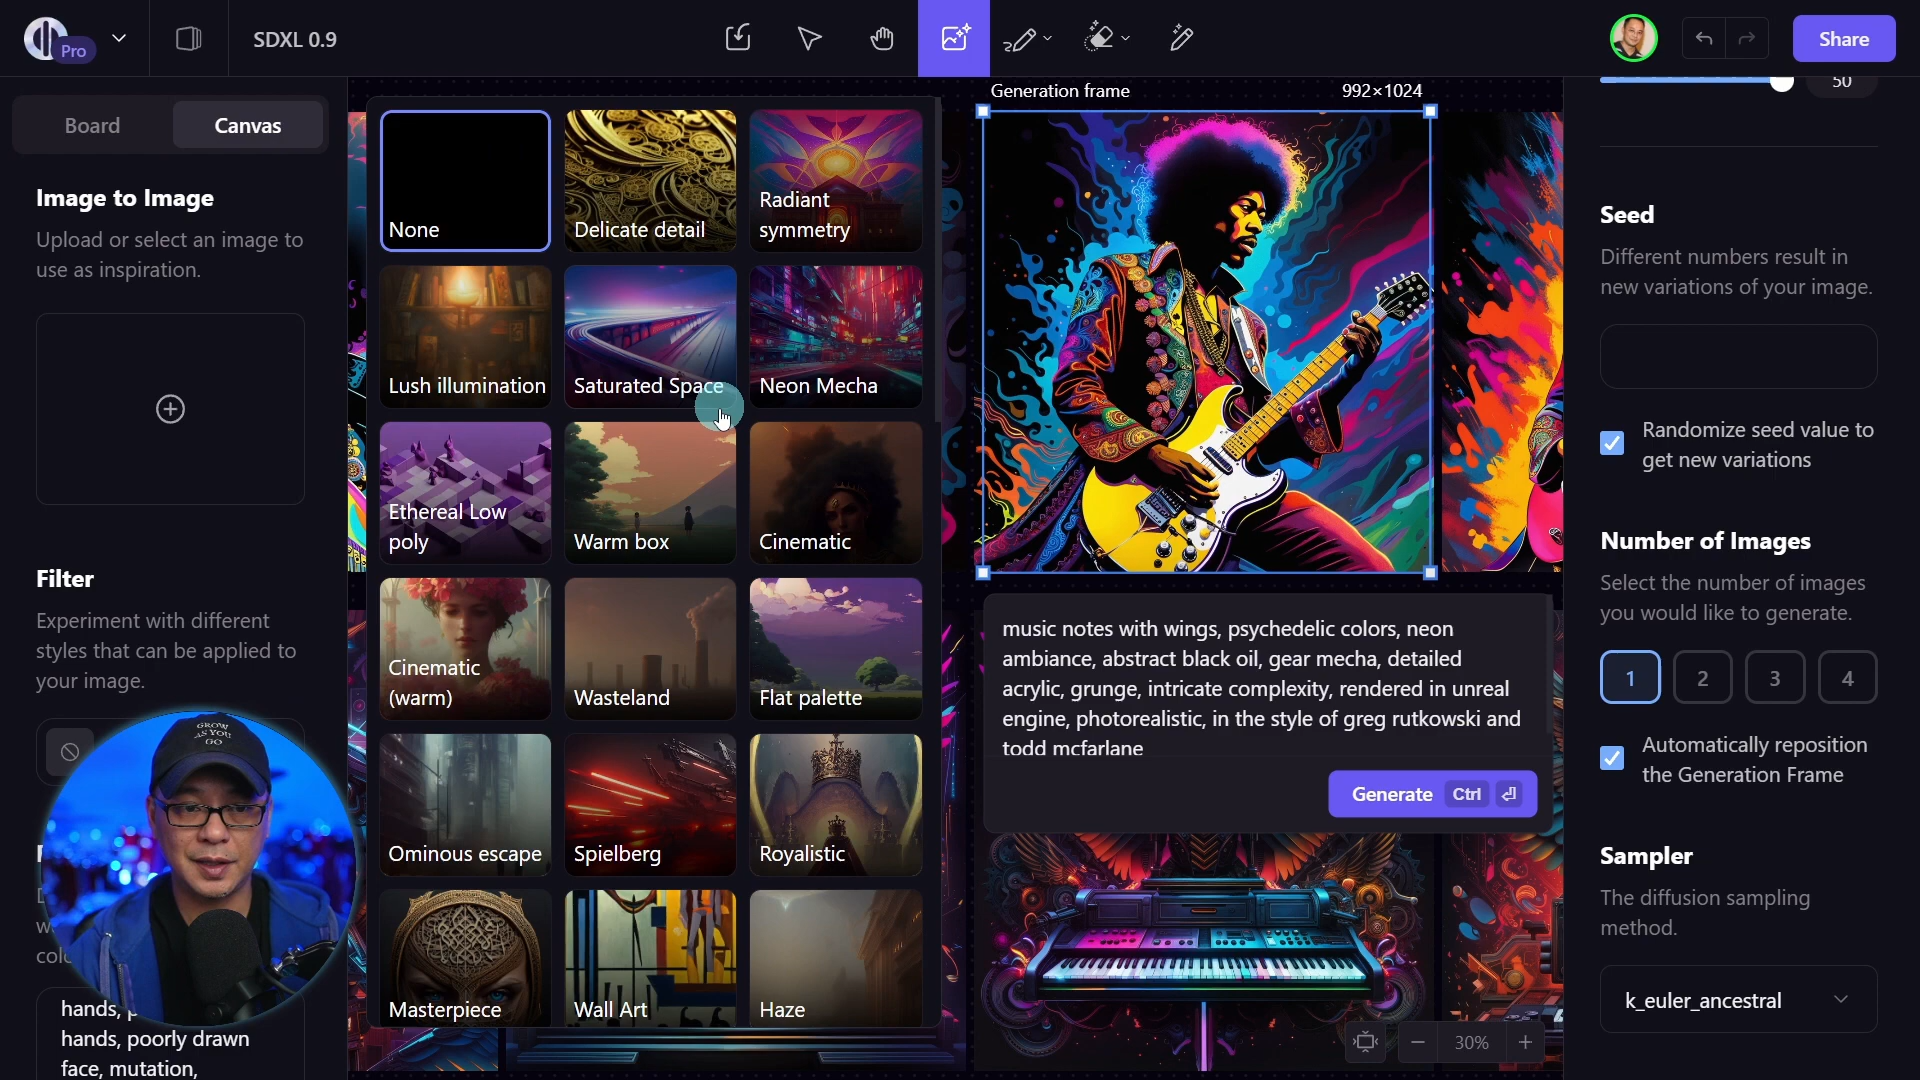 Pro
SDXL 0.9
Share
Board
Canvas
Image to Image
Upload or select an image to
use as inspiration.
Filter
Experiment with different
styles that can be applied to
your image.
hands,
hands, poorly drawn
face, mutation,
GROW
AS YOU
GO
None
Delicate detail
Radiant
symmetry
Lush illumination
Saturated Space
Neon Mecha
Ethereal Low
poly
Warm box
Cinematic
Cinematic
(warm)
Wasteland
Flat palette
Ominous escape
Spielberg
Royalistic
Masterpiece
Wall Art
Haze
Generation frame
992×1024
music notes with wings, psychedelic colors, neon
ambiance, abstract black oil, gear mecha, detailed
acrylic, grunge, intricate complexity, rendered in unreal
engine, photorealistic, in the style of greg rutkowski and
todd mcfarlane
Generate Ctrl
30%
50
Seed
Different numbers result in
new variations of your image.
Randomize seed value to
get new variations
Number of Images
Select the number of images
you would like to generate.
1
2
3
4
Automatically reposition
the Generation Frame
Sampler
The diffusion sampling
method.
k_euler_ancestral